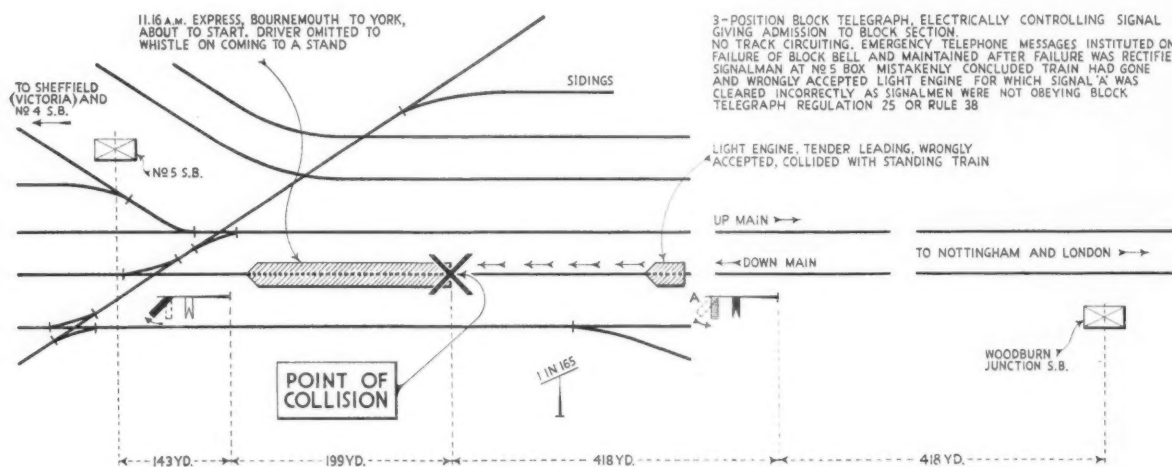 11.16 A.M. EXPRESS, BOURNEMOUTH TO YORK,
ABOUT TO START. DRIVER OMITTED TO
WHISTLE ON COMING TO A STAND
3-POSITION BLOCK TELEGRAPH, ELECTRICALLY CONTROLLING SIGNAL
GIVING ADMISSION TO BLOCK SECTION.
NO TRACK CIRCUITING, EMERGENCY TELEPHONE MESSAGES INSTITUTED ON
FAILURE OF BLOCK BELL AND MAINTAINED AFTER FAILURE WAS RECTIFIE
SIGNALMAN AT Nº5 BOX MISTAKENLY CONCLUDED TRAIN HAD GONE
AND WRONGLY ACCEPTED LIGHT ENGINE FOR WHICH SIGNAL 'A' WAS
CLEARED INCORRECTLY AS SIGNALMEN WERE NOT OBEYING BLOCK
TELEGRAPH REGULATION 25 OR RULE 38
TO SHEFFIELD
(VICTORIA) AND
Nº4 S.B.
SIDINGS
Nº5 S.B.
LIGHT ENGINE, TENDER LEADING, WRONGLY
ACCEPTED, COLLIDED WITH STANDING TRAIN
UP MAIN
TO NOTTINGHAM AND LONDON
DOWN MAIN
A
WOODBURN
JUNCTION S.B.
1 IN 165
POINT OF
COLLISION
143 YD.
199 YD.
418 YD.
418 YD.